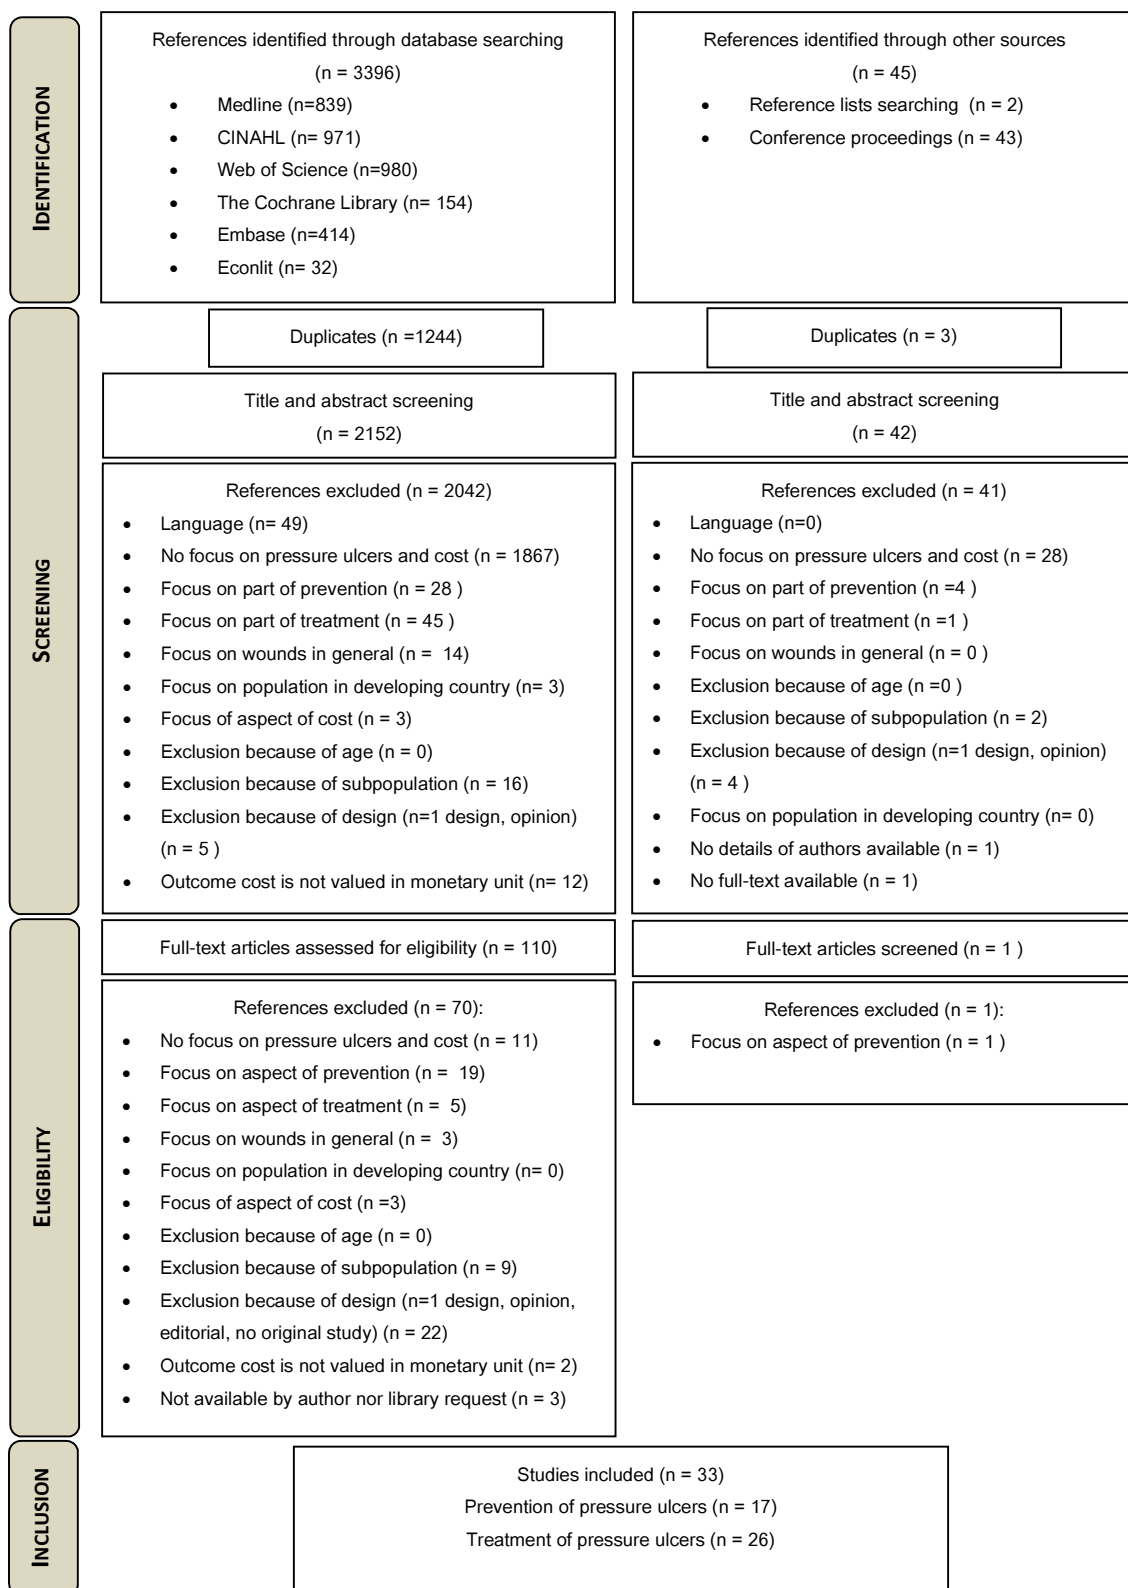 IDENTIFICATION
References identified through database searching
(n = 3396)
• Medline (n=839)
• CINAHL (n= 971)
• Web of Science (n=980)
• The Cochrane Library (n= 154)
• Embase (n=414)
• Econlit (n= 32)
References identified through other sources
(n = 45)
• Reference lists searching (n = 2)
• Conference proceedings (n = 43)
SCREENING
Duplicates (n =1244)
Duplicates (n = 3)
Title and abstract screening
(n = 2152)
Title and abstract screening
(n = 42)
References excluded (n = 2042)
• Language (n= 49)
• No focus on pressure ulcers and cost (n = 1867)
• Focus on part of prevention (n = 28 )
• Focus on part of treatment (n = 45 )
• Focus on wounds in general (n = 14)
• Focus on population in developing country (n= 3)
• Focus of aspect of cost (n = 3)
• Exclusion because of age (n = 0)
• Exclusion because of subpopulation (n = 16)
• Exclusion because of design (n=1 design, opinion)
(n = 5 )
• Outcome cost is not valued in monetary unit (n= 12)
References excluded (n = 41)
• Language (n=0)
• No focus on pressure ulcers and cost (n = 28)
• Focus on part of prevention (n =4 )
• Focus on part of treatment (n =1 )
• Focus on wounds in general (n = 0 )
• Exclusion because of age (n =0 )
• Exclusion because of subpopulation (n = 2)
• Exclusion because of design (n=1 design, opinion)
(n = 4 )
• Focus on population in developing country (n= 0)
• No details of authors available (n = 1)
• No full-text available (n = 1)
ELIGIBILITY
Full-text articles assessed for eligibility (n = 110)
Full-text articles screened (n = 1 )
References excluded (n = 70):
• No focus on pressure ulcers and cost (n = 11)
• Focus on aspect of prevention (n = 19)
• Focus on aspect of treatment (n = 5)
• Focus on wounds in general (n = 3)
• Focus on population in developing country (n= 0)
• Focus of aspect of cost (n =3)
• Exclusion because of age (n = 0)
• Exclusion because of subpopulation (n = 9)
• Exclusion because of design (n=1 design, opinion,
editorial, no original study) (n = 22)
• Outcome cost is not valued in monetary unit (n= 2)
• Not available by author nor library request (n = 3)
References excluded (n = 1):
• Focus on aspect of prevention (n = 1 )
INCLUSION
Studies included (n = 33)
Prevention of pressure ulcers (n = 17)
Treatment of pressure ulcers (n = 26)